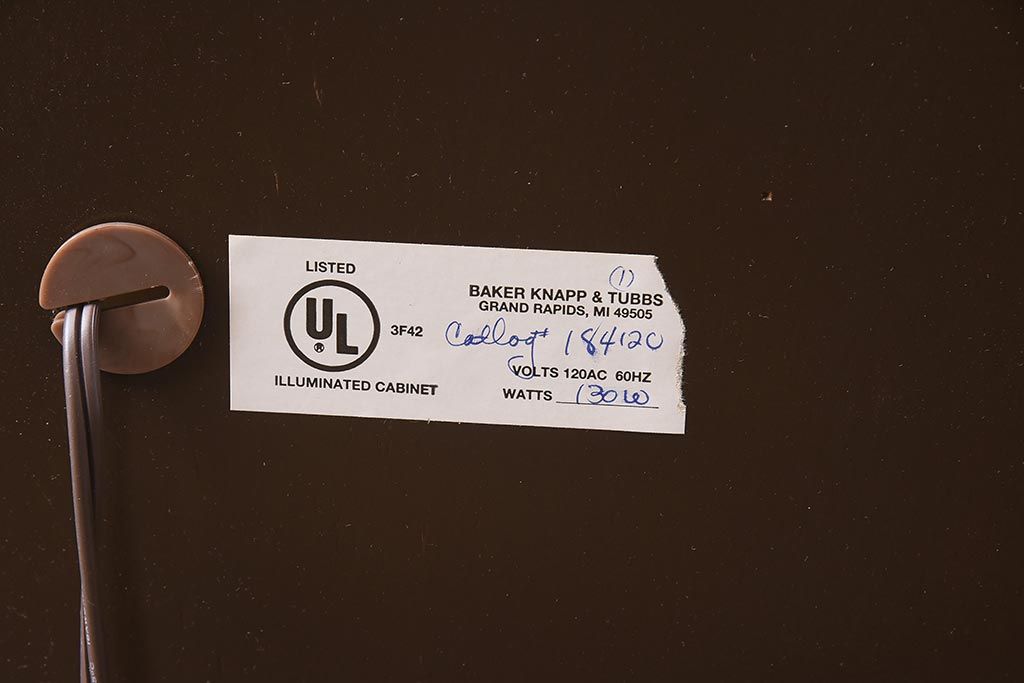 LISTED
UL
®
3F42
ILLUMINATED CABINET
(1)
BAKER KNAPP & TUBBS
GRAND RAPIDS, MI 49505
Catlog# 184120
VOLTS 120AC 60HZ
WATTS 130W